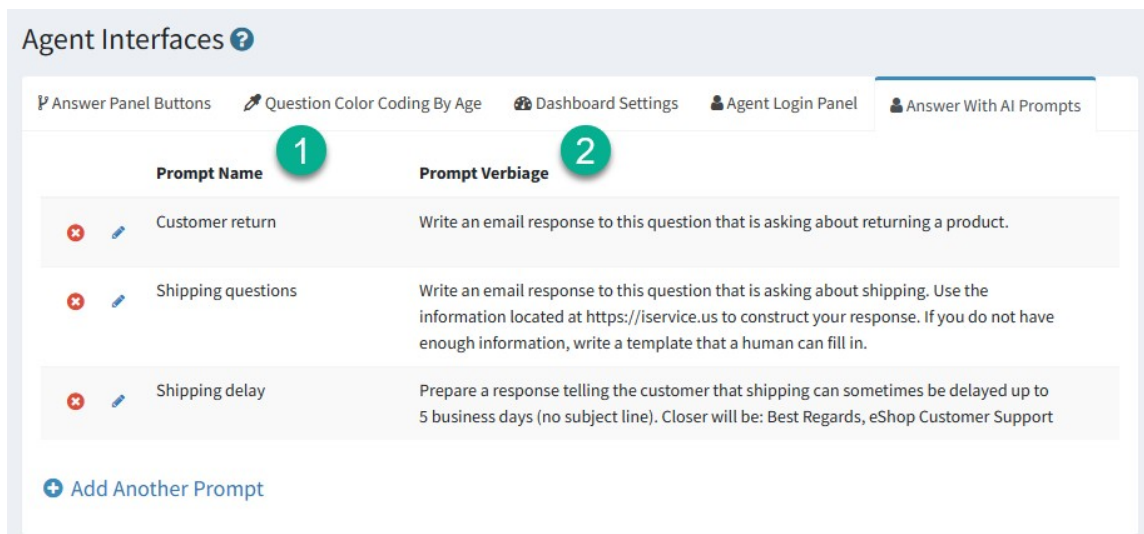 Agent Interfaces ?
Answer Panel Buttons Question Color Coding By Age Dashboard Settings Agent Login Panel Answer With AI Prompts
1 2
Prompt Name Prompt Verbiage
Customer return Write an email response to this question that is asking about returning a product.
Shipping questions Write an email response to this question that is asking about shipping. Use the
information located at https://iservice.us to construct your response. If you do not have
enough information, write a template that a human can fill in.
Shipping delay Prepare a response telling the customer that shipping can sometimes be delayed up to
5 business days (no subject line). Closer will be: Best Regards, eShop Customer Support
Add Another Prompt